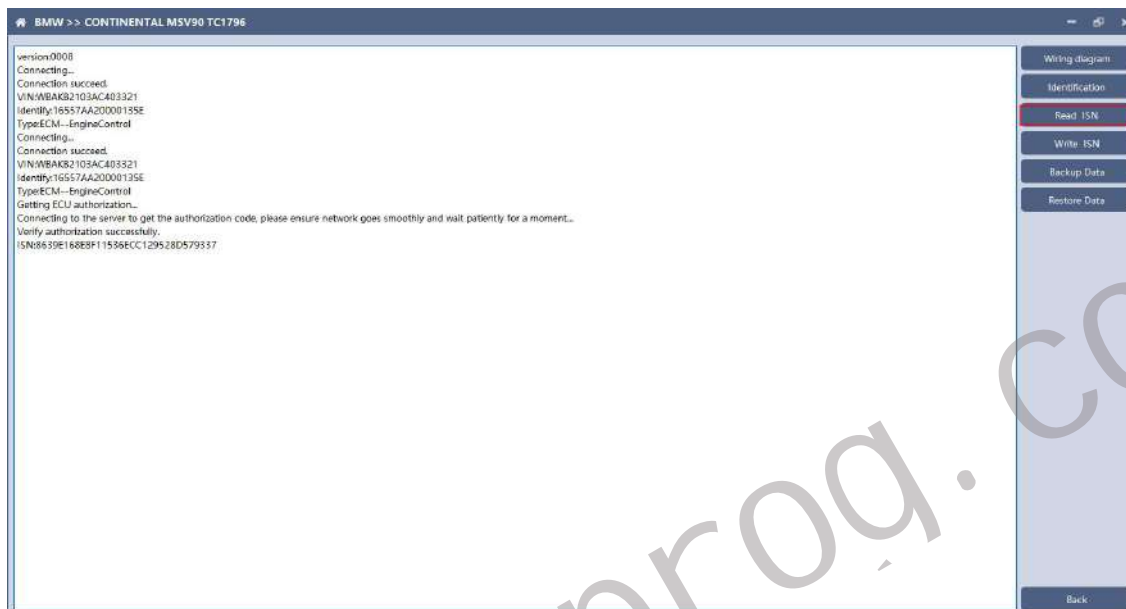 BMW >> CONTINENTAL MSV90 TC1796
version:0008
Connecting...
Connection succeed.
VIN:WBAKB2103AC403321
Identify:16557AA20000135E
Type:ECM--EngineControl
Connecting...
Connection succeed.
VIN:WBAKB2103AC403321
Identify:16557AA20000135E
Type:ECM--EngineControl
Getting ECU authorization...
Connecting to the server to get the authorization code, please ensure network goes smoothly and wait patiently for a moment...
Verify authorization successfully.
ISN:8639E168E8F11536ECC129528D579337
Wiring diagram
Identification
Read ISN
Write ISN
Backup Data
Restore Data
Back
prog. co